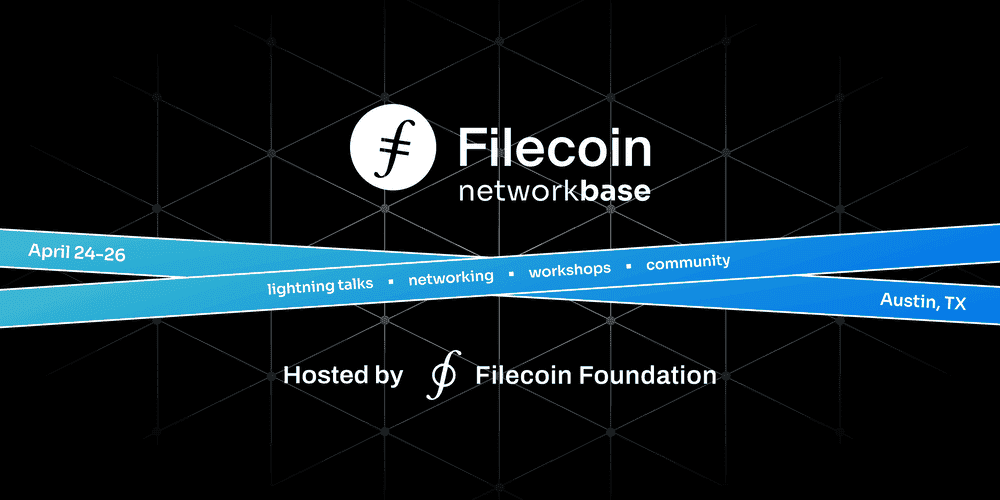 Filecoin
networkbase
April 24-26
lightning talks ▪ networking ▪ workshops ▪ community
Austin, TX
Hosted by Filecoin Foundation